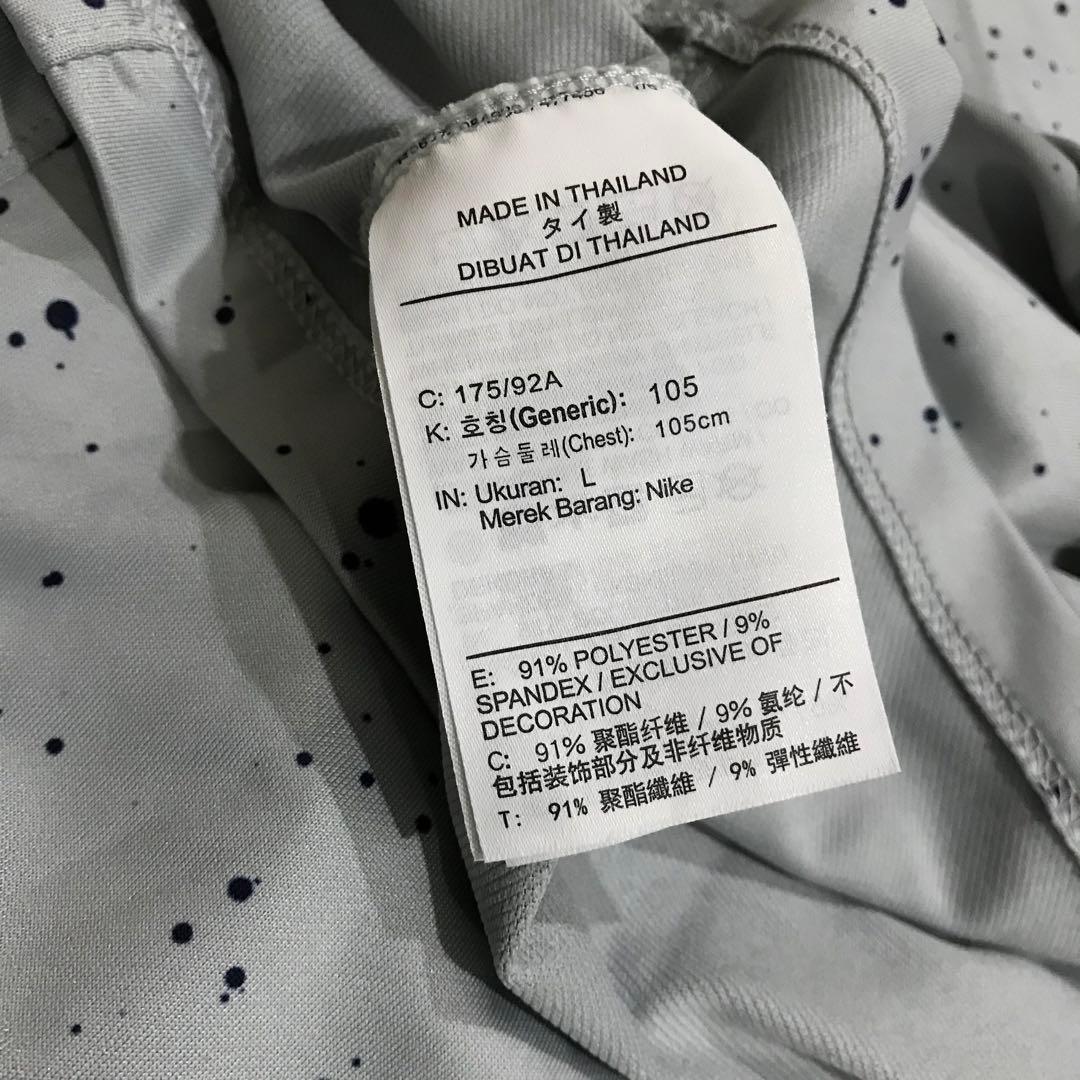 MADE IN THAILAND
タイ製
DIBUAT DI THAILAND
C: 175/92A
K: 호칭(Generic): 105
가슴둘레(Chest): 105cm
IN: Ukuran: L
Merek Barang: Nike
E: 91% POLYESTER / 9%
SPANDEX / EXCLUSIVE OF
DECORATION
C: 91% 聚酯纤维 / 9% 氨纶 / 不
包括装饰部分及非纤维物质
T: 91% 聚酯纖維 / 9% 彈性纖維